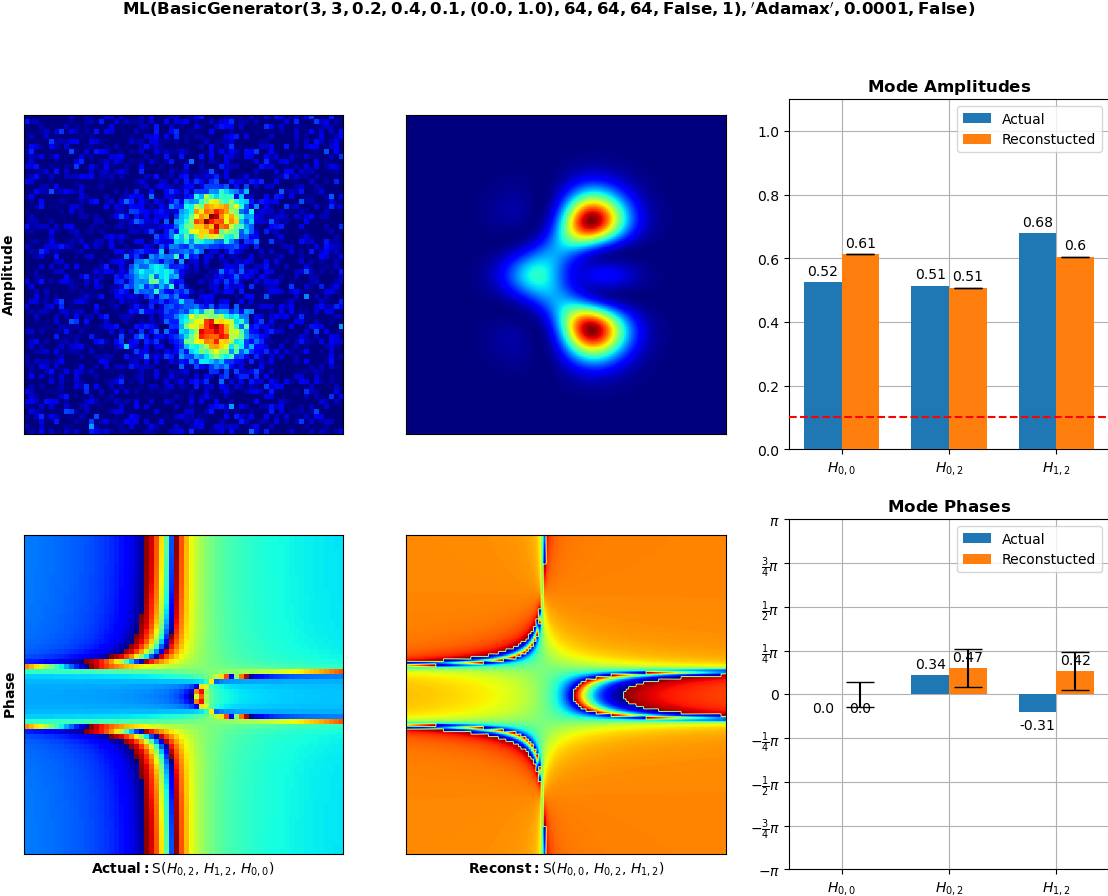 ML(BasicGenerator(3, 3, 0.2, 0.4, 0.1, (0.0, 1.0), 64, 64, 64, False, 1), ′Adamax′, 0.0001, False)
Amplitude
Mode Amplitudes
Actual
Reconstucted
1.0
0.8
0.6
0.4
0.2
0.0
0.52
0.61
0.51
0.51
0.68
0.6
H0,0
H0,2
H1,2
Phase
Actual: S(H0,2, H1,2, H0,0)
Reconst: S(H0,0, H0,2, H1,2)
Mode Phases
Actual
Reconstucted
π
3/4π
1/2π
1/4π
0
−1/4π
−1/2π
−3/4π
−π
0.0
0.0
0.34
0.47
-0.31
0.42
H0,0
H0,2
H1,2